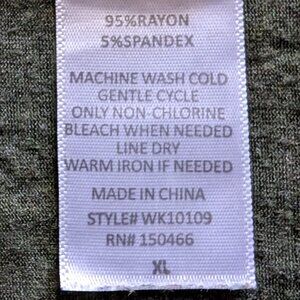 95%RAYON
5%SPANDEX
MACHINE WASH COLD
GENTLE CYCLE
ONLY NON-CHLORINE
BLEACH WHEN NEEDED
LINE DRY
WARM IRON IF NEEDED
MADE IN CHINA
STYLE# WK10109
RN# 150466
XL